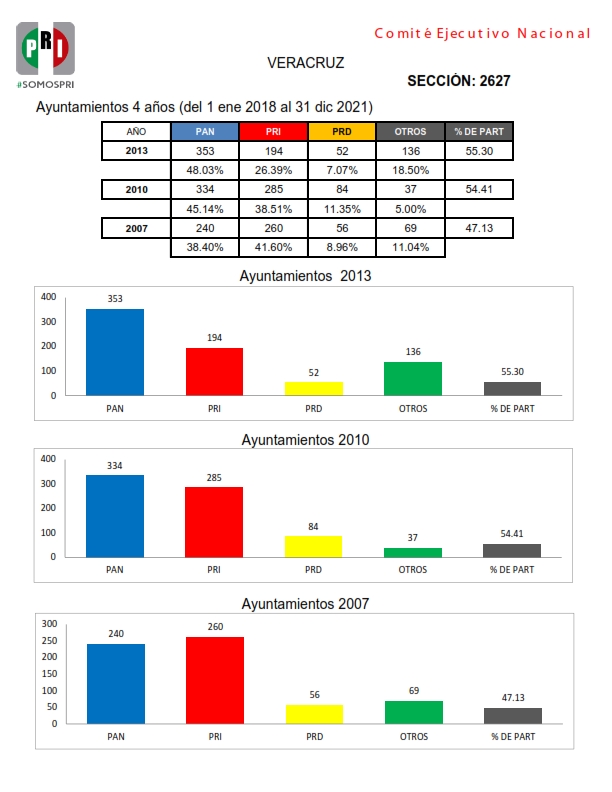 Comité Ejecutivo Nacional
PRI
#SOMOSPRI
VERACRUZ
SECCIÓN: 2627
Ayuntamientos 4 años (del 1 ene 2018 al 31 dic 2021)
AÑO PAN PRI PRD OTROS % DE PART
2013 353 194 52 136 55.30
48.03% 26.39% 7.07% 18.50%
2010 334 285 84 37 54.41
45.14% 38.51% 11.35% 5.00%
2007 240 260 56 69 47.13
38.40% 41.60% 8.96% 11.04%
Ayuntamientos 2013
400
300
200
100
0
353 194 52 136 55.30
PAN PRI PRD OTROS % DE PART
Ayuntamientos 2010
400
300
200
100
0
334 285 84 37 54.41
PAN PRI PRD OTROS % DE PART
Ayuntamientos 2007
300
250
200
150
100
50
0
240 260 56 69 47.13
PAN PRI PRD OTROS % DE PART